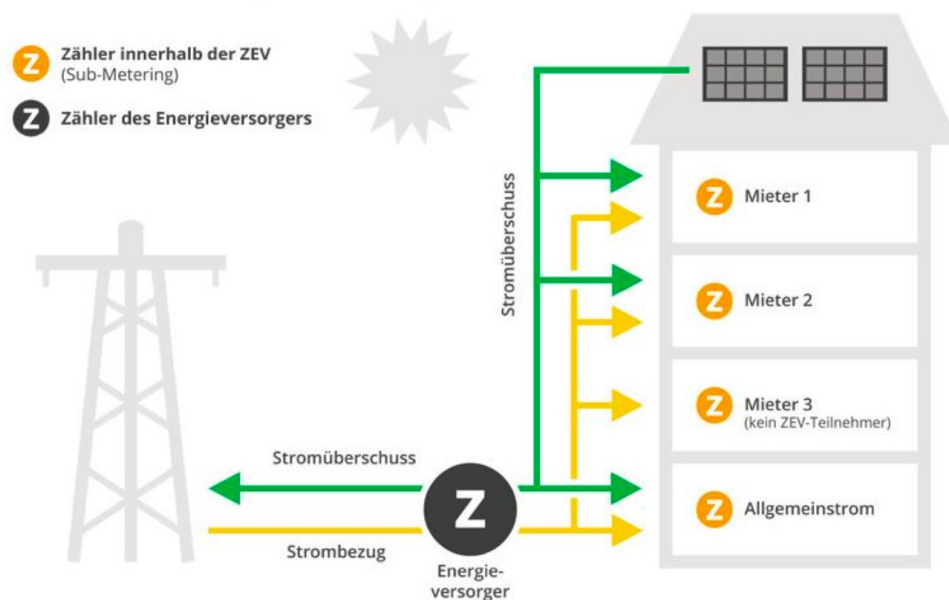 Z Zähler innerhalb der ZEV
(Sub-Metering)
Z Zähler des Energieversorgers
Stromüberschuss
Z Mieter 1
Z Mieter 2
Z Mieter 3
(kein ZEV-Teilnehmer)
Z Allgemeinstrom
Stromüberschuss
Z
Strombezug
Energie-
versorger